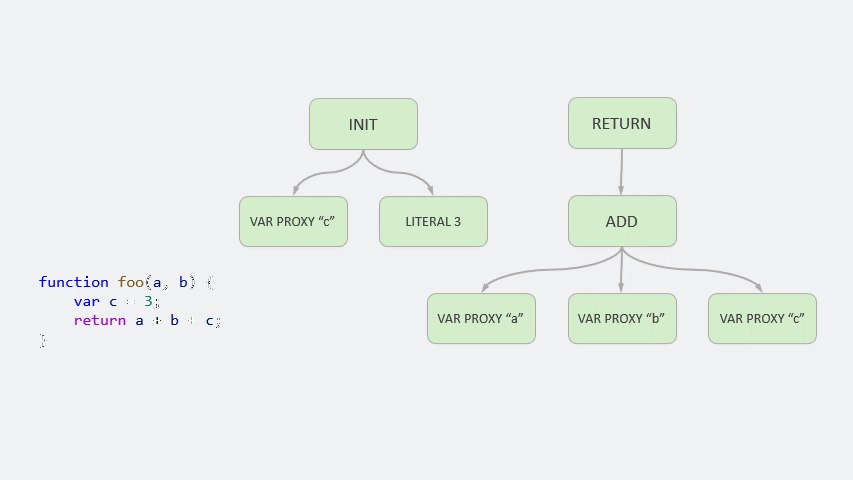 INIT
RETURN
VAR PROXY “c”
LITERAL 3
ADD
function foo(a, b) {
var c = 3;
return a + b + c;
}
VAR PROXY “a”
VAR PROXY “b”
VAR PROXY “c”